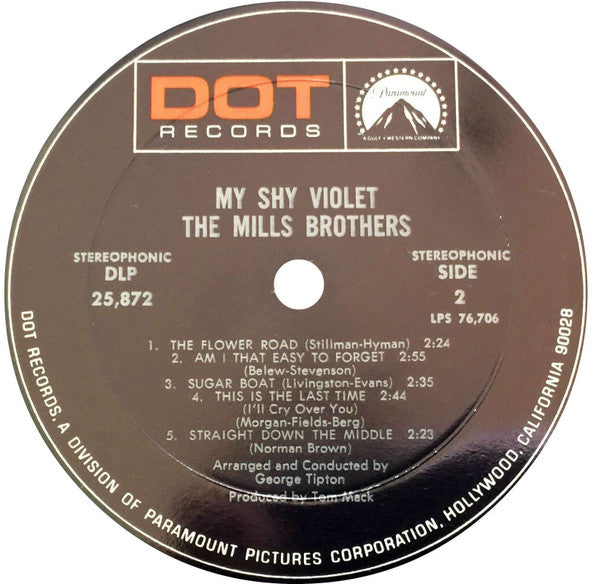 DOT
RECORDS
Paramount
A GULF + WESTERN COMPANY
MY SHY VIOLET
THE MILLS BROTHERS
STEREOPHONIC
DLP
25,872
STEREOPHONIC
SIDE
2
LPS 76,706
1. THE FLOWER ROAD (Stillman-Hyman) 2:24
2. AM I THAT EASY TO FORGET 2:55
(Belew-Stevenson)
3. SUGAR BOAT (Livingston-Evans) 2:35
4. THIS IS THE LAST TIME 2:44
(I'll Cry Over You)
(Morgan-Fields-Berg)
5. STRAIGHT DOWN THE MIDDLE 2:23
(Norman Brown)
Arranged and Conducted by
George Tipton
Produced by Tom Mack
DOT RECORDS, A DIVISION OF PARAMOUNT PICTURES CORPORATION, HOLLYWOOD, CALIFORNIA 90028